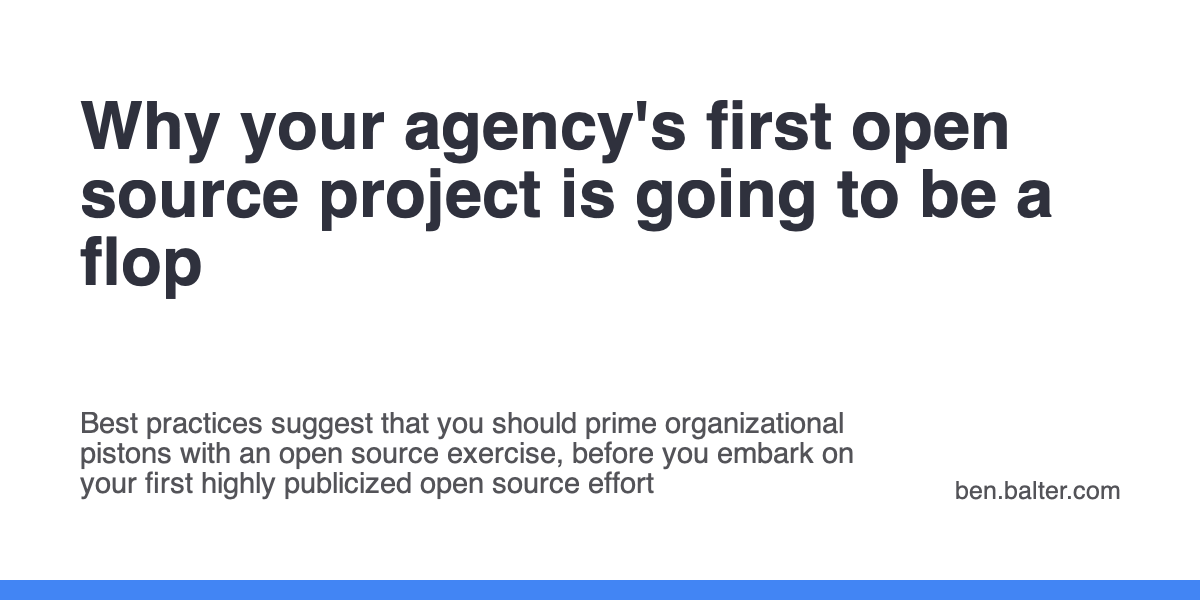 Why your agency's first open
source project is going to be a
flop
Best practices suggest that you should prime organizational
pistons with an open source exercise, before you embark on
your first highly publicized open source effort
ben.balter.com